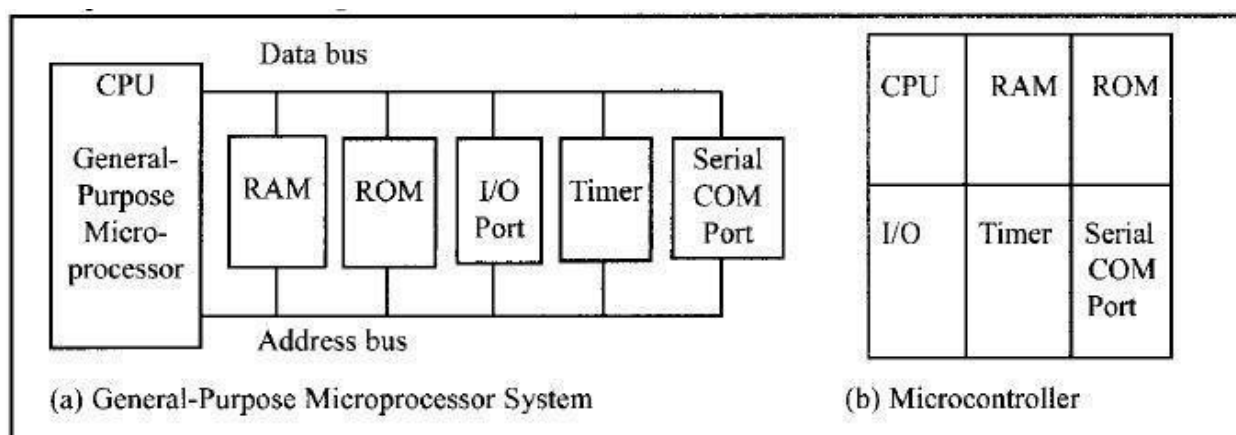 Data bus
CPU
General-
Purpose
Micro-
processor
RAM
ROM
I/O
Port
Timer
Serial
COM
Port
Address bus
(a) General-Purpose Microprocessor System
CPU
RAM
ROM
I/O
Timer
Serial
COM
Port
(b) Microcontroller